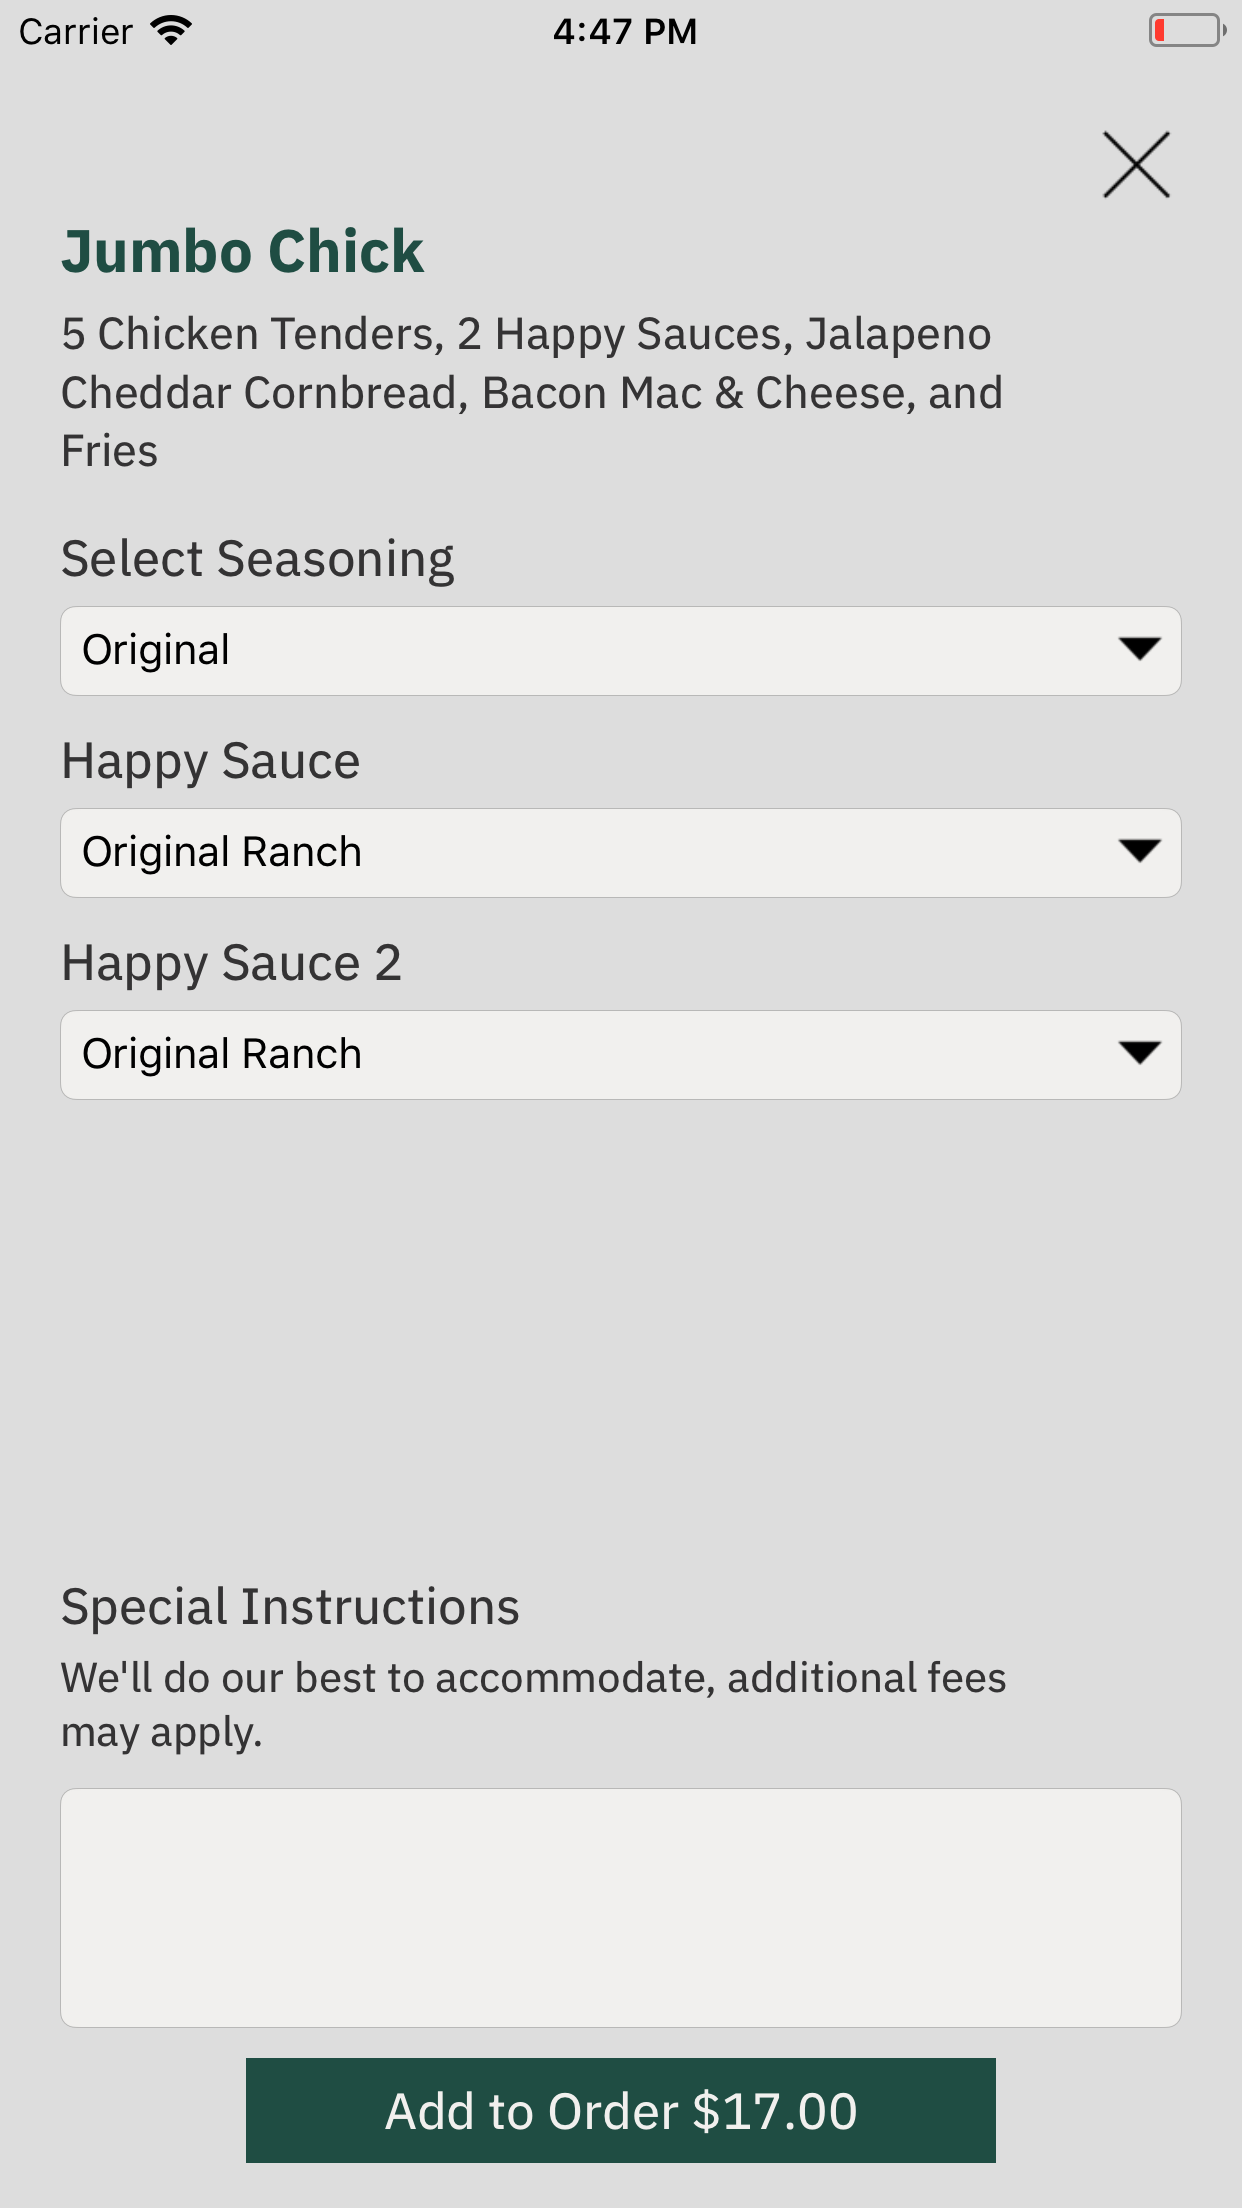 Carrier
4:47 PM
Jumbo Chick
5 Chicken Tenders, 2 Happy Sauces, Jalapeno
Cheddar Cornbread, Bacon Mac & Cheese, and
Fries
Select Seasoning
Original
Happy Sauce
Original Ranch
Happy Sauce 2
Original Ranch
Special Instructions
We'll do our best to accommodate, additional fees
may apply.
Add to Order $17.00